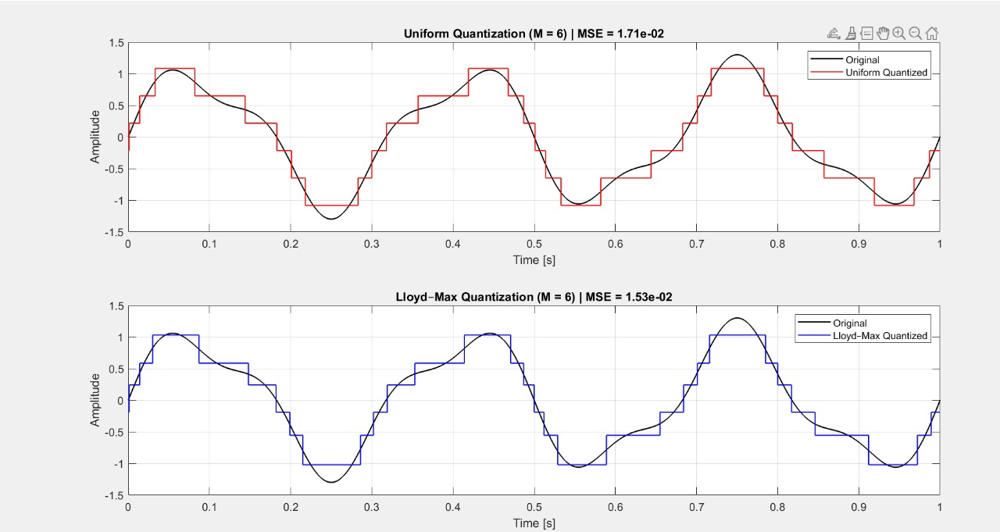 Uniform Quantization (M = 6) | MSE = 1.71e-02
1.5
1
0.5
0
-0.5
-1
-1.5
Amplitude
Original
Uniform Quantized
0 0.1 0.2 0.3 0.4 0.5 0.6 0.7 0.8 0.9 1
Time [s]
Lloyd–Max Quantization (M = 6) | MSE = 1.53e-02
1.5
1
0.5
0
-0.5
-1
-1.5
Amplitude
Original
Lloyd–Max Quantized
0 0.1 0.2 0.3 0.4 0.5 0.6 0.7 0.8 0.9 1
Time [s]